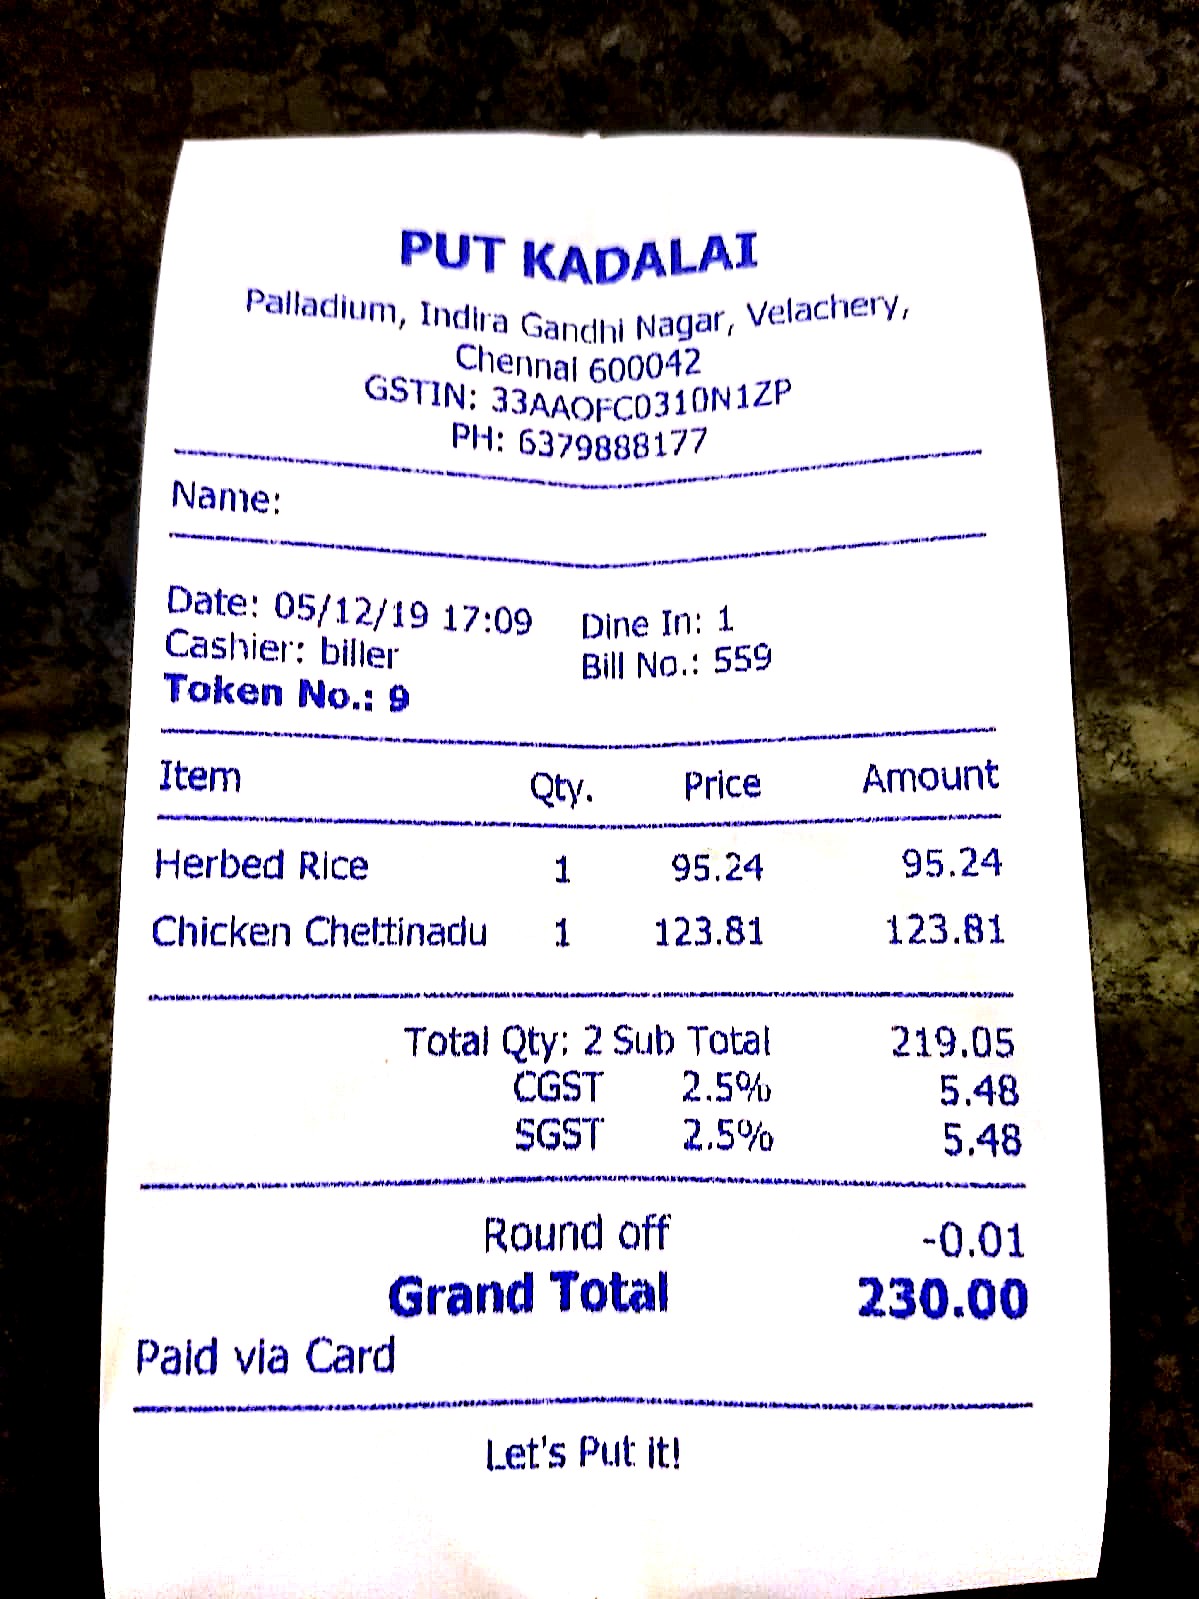 PUT KADALAI
Palladium, Indira Gandhi Nagar, Velachery,
Chennai 600042
GSTIN: 33AAOFC0310N1ZP
PH: 6379888177
Name:
Date: 05/12/19 17:09 Dine In: 1
Cashier: biller Bill No.: 559
Token No.: 9
Item Qty. Price Amount
Herbed Rice 1 95.24 95.24
Chicken Chettinadu 1 123.81 123.81
Total Qty: 2 Sub Total 219.05
CGST 2.5% 5.48
SGST 2.5% 5.48
Round off -0.01
Grand Total 230.00
Paid via Card
Let's Put it!